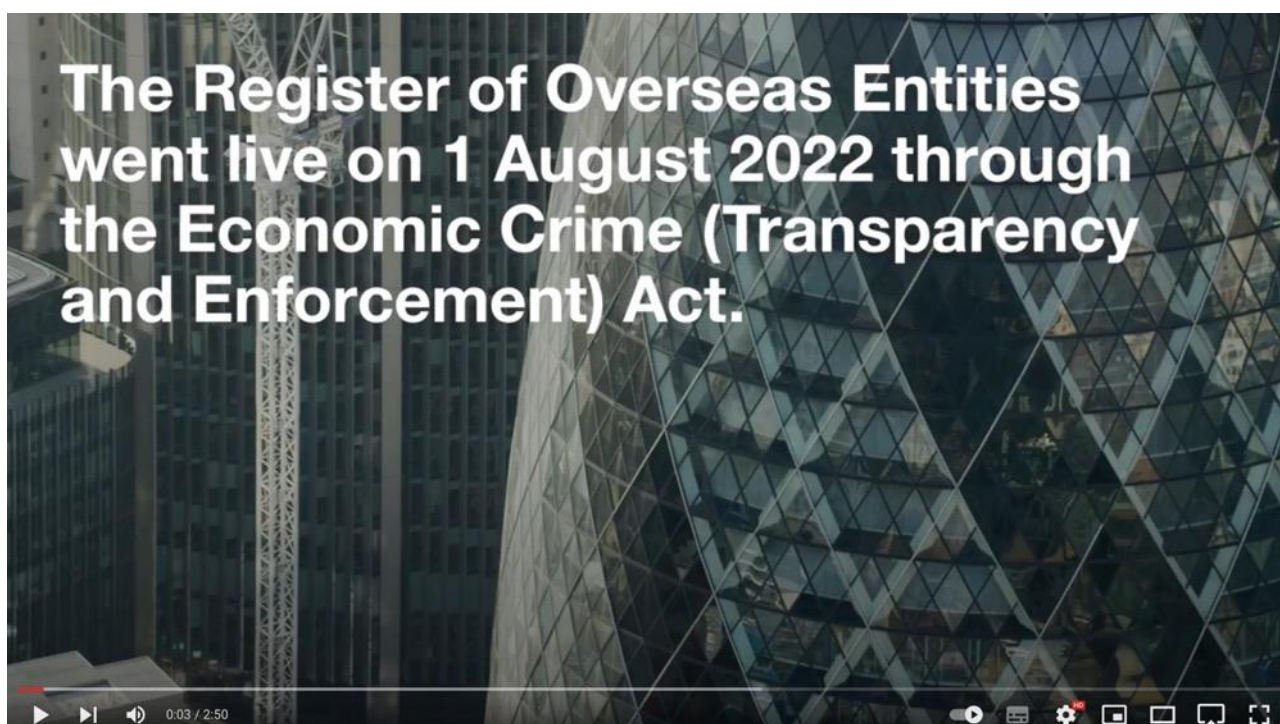 The Register of Overseas Entities
went live on 1 August 2022 through
the Economic Crime (Transparency
and Enforcement) Act.
0:03 / 2:50
HD